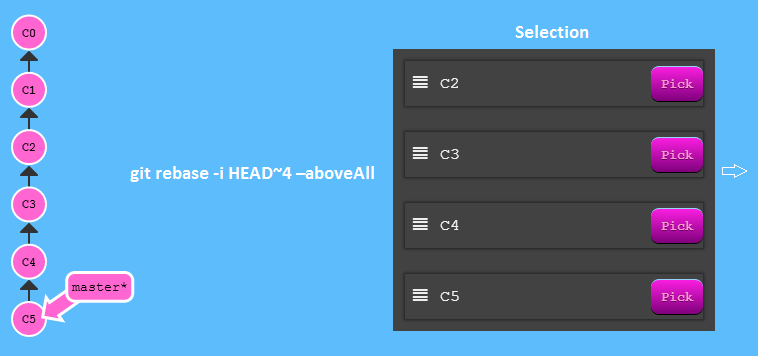 C0
C1
C2
C3
C4
C5
master*
git rebase -i HEAD~4 –aboveAll
Selection
C2 Pick
C3 Pick
C4 Pick
C5 Pick